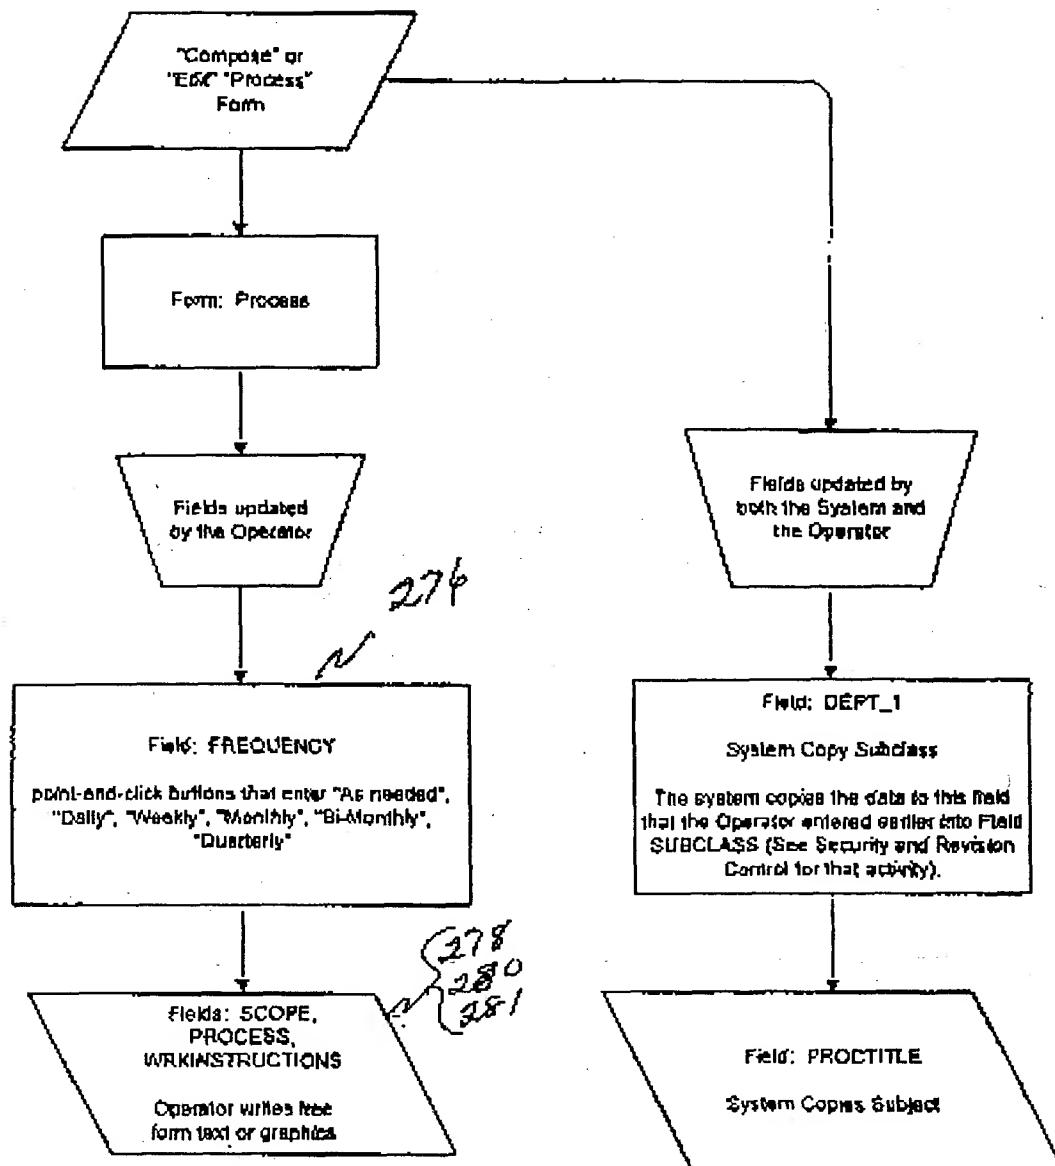 "Compose" or
"Edit" "Process"
Form
Form: Process
Fields updated
by the Operator
Fields updated by
both the System and
the Operator
276
Field: FREQUENCY
point-and-click buttons that enter "As needed",
"Daily", "Weekly", "Monthly", "Bi-Monthly",
"Quarterly"
Field: DEPT_1
System Copy Subclass
The system copies the data to this field
that the Operator entered earlier into Field
SUBCLASS (See Security and Revision
Control for that activity).
278
280
281
Fields: SCOPE,
PROCESS,
WRKINSTRUCTIONS
Operator writes free
form text or graphics
Field: PROCTITLE
System Copies Subject